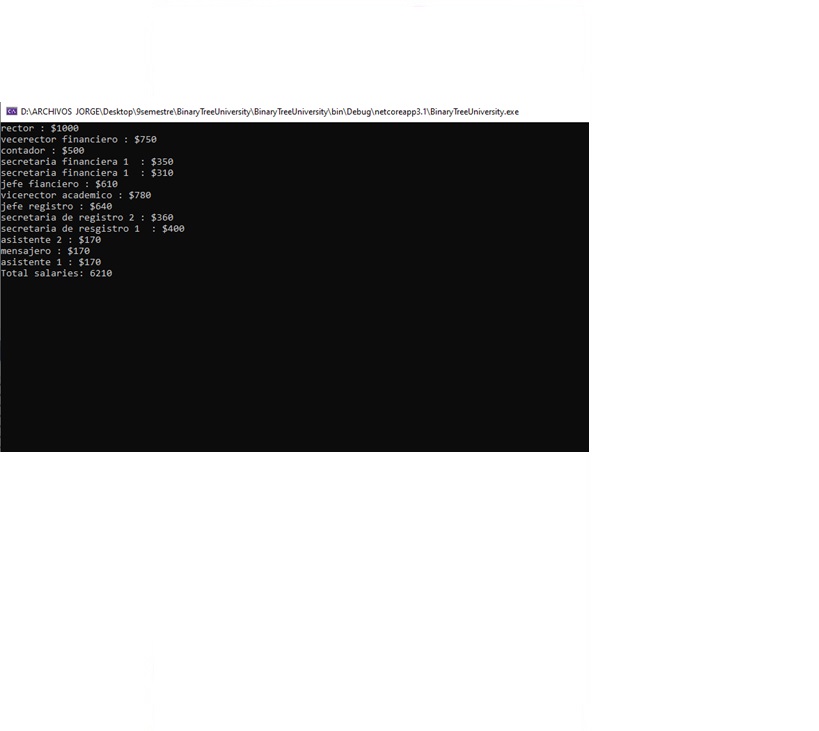 D:\ARCHIVOS JORGE\Desktop\9semestre\BinaryTreeUniversity\BinaryTreeUniversity\bin\Debug\netcoreapp3.1\BinaryTreeUniversity.exe
rector : $1000
vecerector financiero : $750
contador : $500
secretaria financiera 1  : $350
secretaria financiera 1  : $310
jefe fianciero : $610
vicerector academico : $780
jefe registro : $640
secretaria de registro 2 : $360
secretaria de resgistro 1  : $400
asistente 2 : $170
mensajero : $170
asistente 1 : $170
Total salaries: 6210